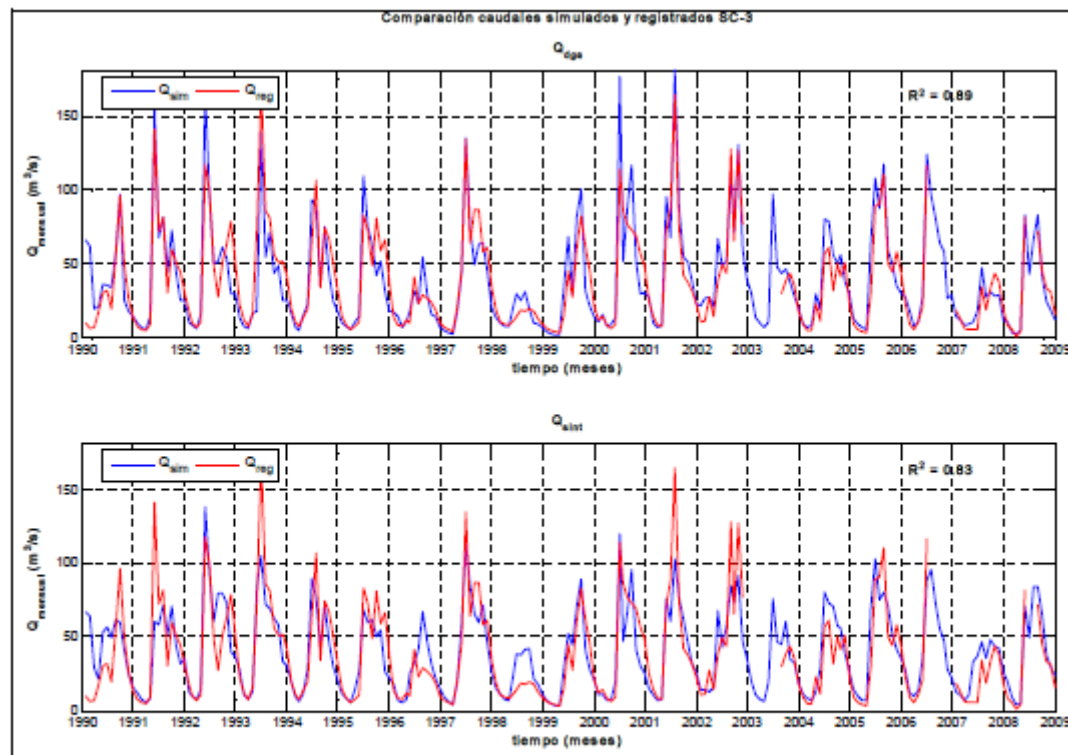 Comparación caudales simulados y registrados SC-3
Q_dga
Q_sim Q_reg
R² = 0.89
Q_mensual (m³/s)
150
100
50
0
1990 1991 1992 1993 1994 1995 1996 1997 1998 1999 2000 2001 2002 2003 2004 2005 2006 2007 2008 2009
tiempo (meses)
Q_sint
Q_sim Q_reg
R² = 0.83
Q_mensual (m³/s)
150
100
50
0
1990 1991 1992 1993 1994 1995 1996 1997 1998 1999 2000 2001 2002 2003 2004 2005 2006 2007 2008 2009
tiempo (meses)